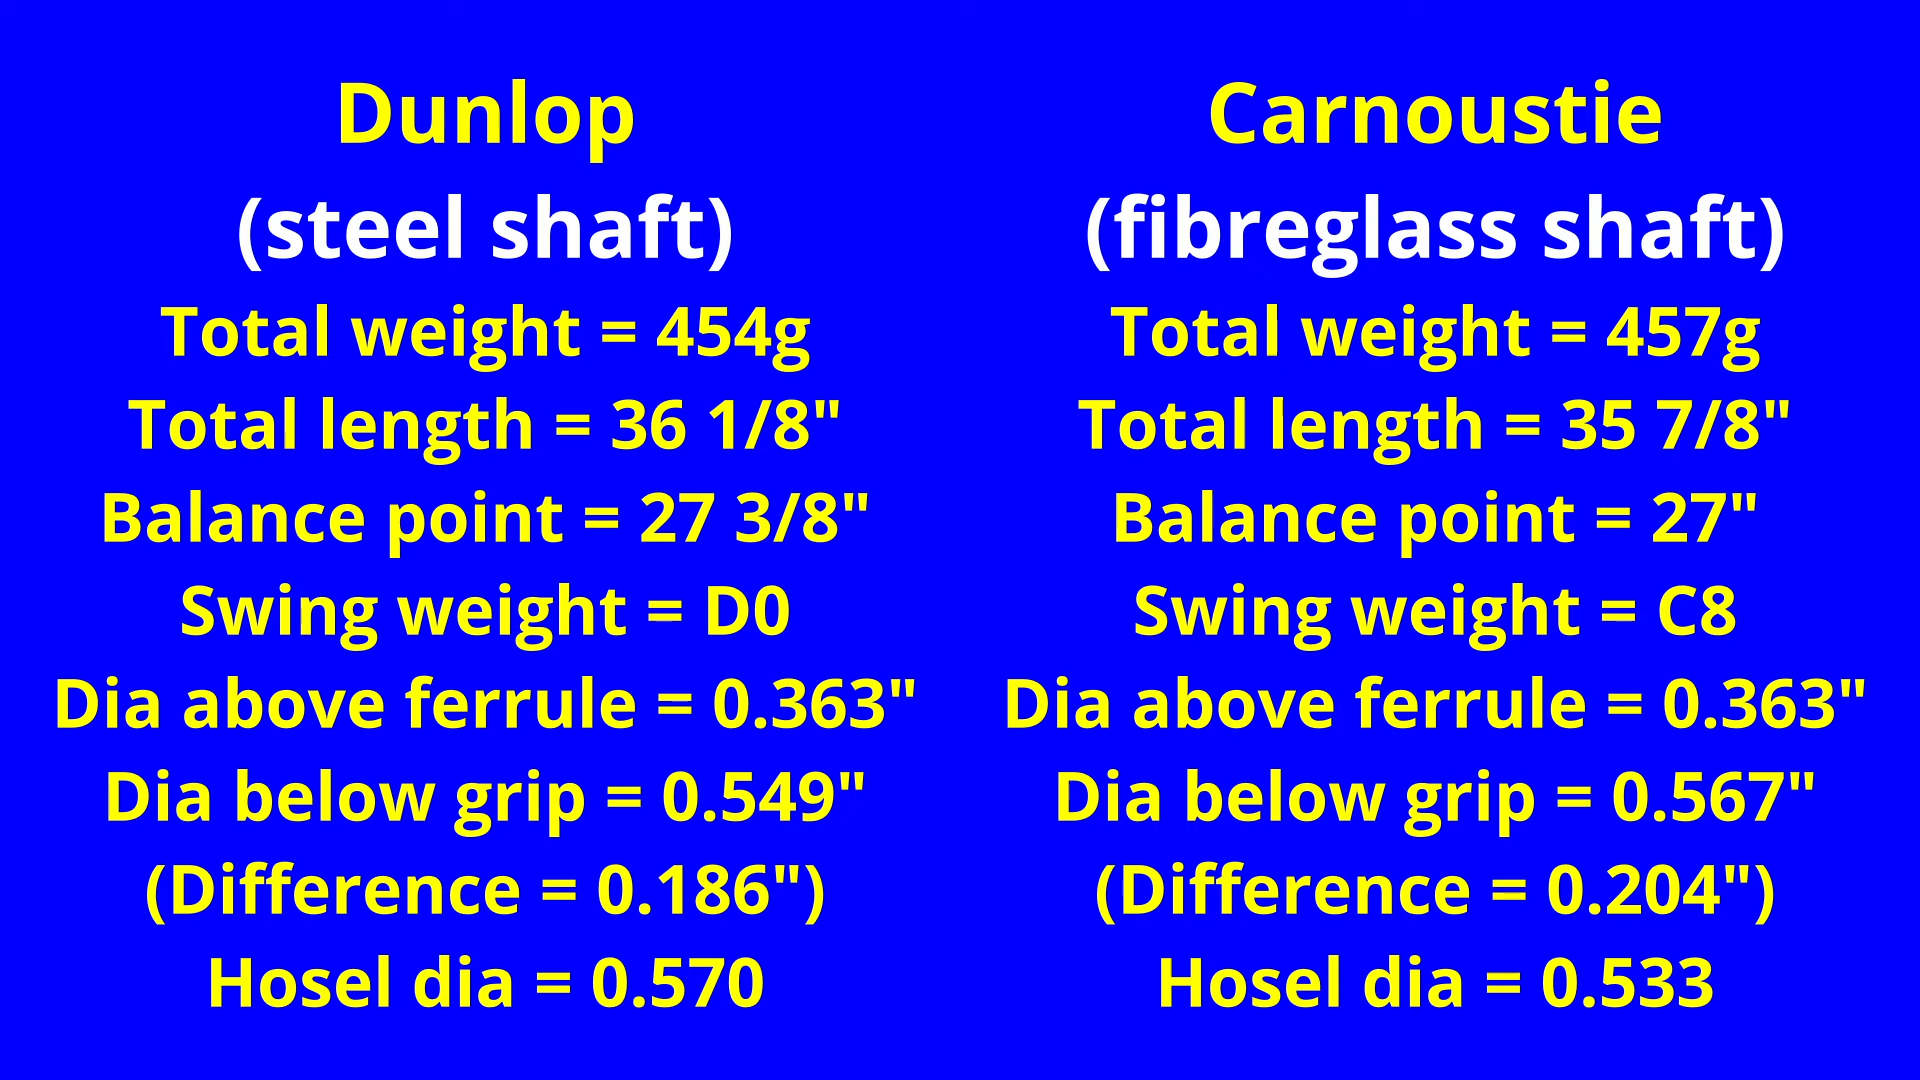 Dunlop
(steel shaft)
Total weight = 454g
Total length = 36 1/8"
Balance point = 27 3/8"
Swing weight = D0
Dia above ferrule = 0.363"
Dia below grip = 0.549"
(Difference = 0.186")
Hosel dia = 0.570
Carnoustie
(fibreglass shaft)
Total weight = 457g
Total length = 35 7/8"
Balance point = 27"
Swing weight = C8
Dia above ferrule = 0.363"
Dia below grip = 0.567"
(Difference = 0.204")
Hosel dia = 0.533